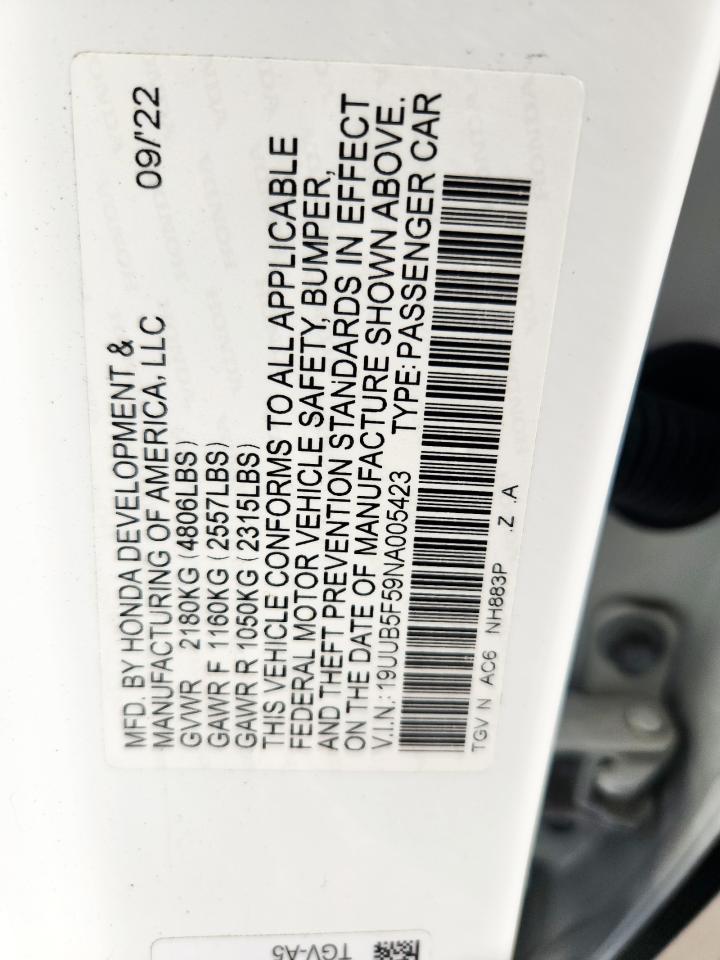 MFD. BY HONDA DEVELOPMENT &
MANUFACTURING OF AMERICA, LLC 09/'22
GVWR 2180KG (4806LBS)
GAWR F 1160KG (2557LBS)
GAWR R 1050KG (2315LBS)
THIS VEHICLE CONFORMS TO ALL APPLICABLE
FEDERAL MOTOR VEHICLE SAFETY, BUMPER,
AND THEFT PREVENTION STANDARDS IN EFFECT
ON THE DATE OF MANUFACTURE SHOWN ABOVE.
V.I.N.: 19UUB5F59NA005423 TYPE: PASSENGER CAR
TGV N AC6 NH883P .Z .A
TGV-A5